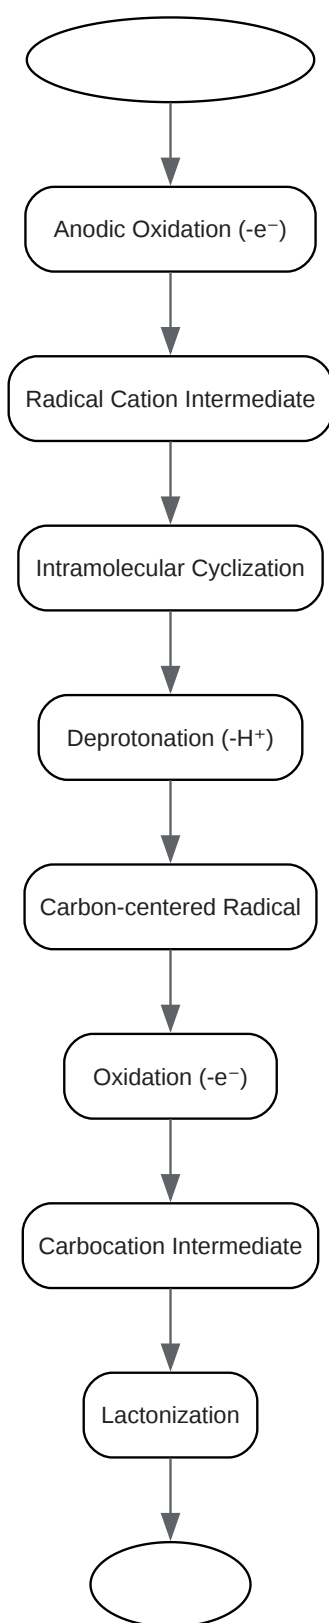 Anodic Oxidation (-e⁻)
Radical Cation Intermediate
Intramolecular Cyclization
Deprotonation (-H⁺)
Carbon-centered Radical
Oxidation (-e⁻)
Carbocation Intermediate
Lactonization